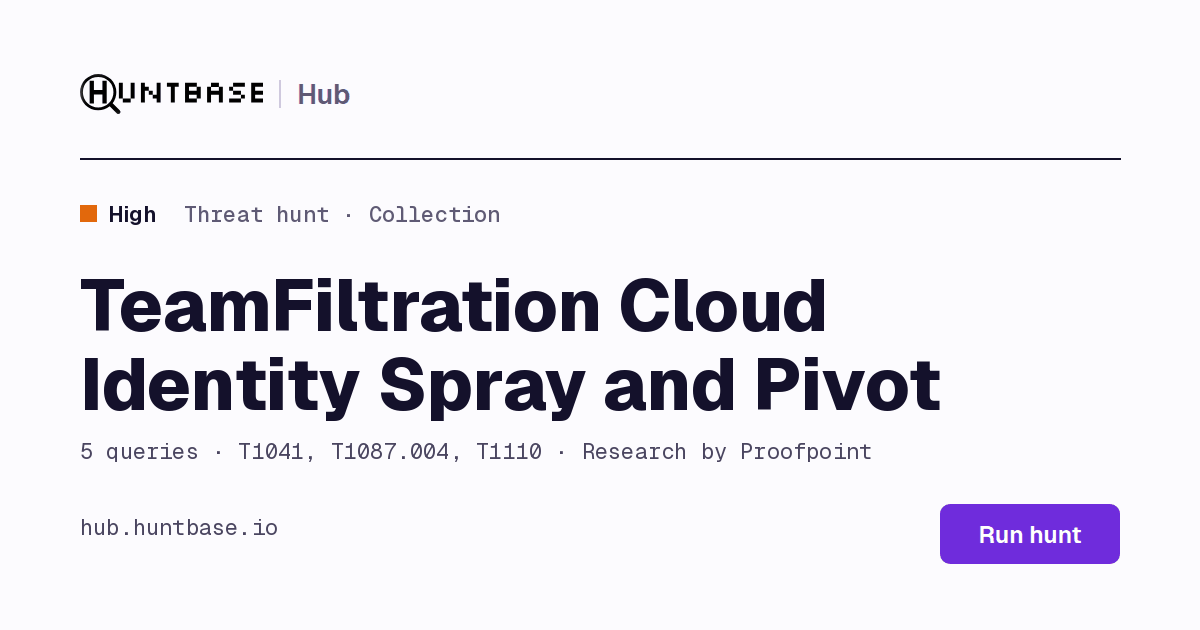 HUNTBASE Hub
High Threat hunt · Collection
TeamFiltration Cloud
Identity Spray and Pivot
5 queries · T1041, T1087.004, T1110 · Research by Proofpoint
hub.huntbase.io
Run hunt